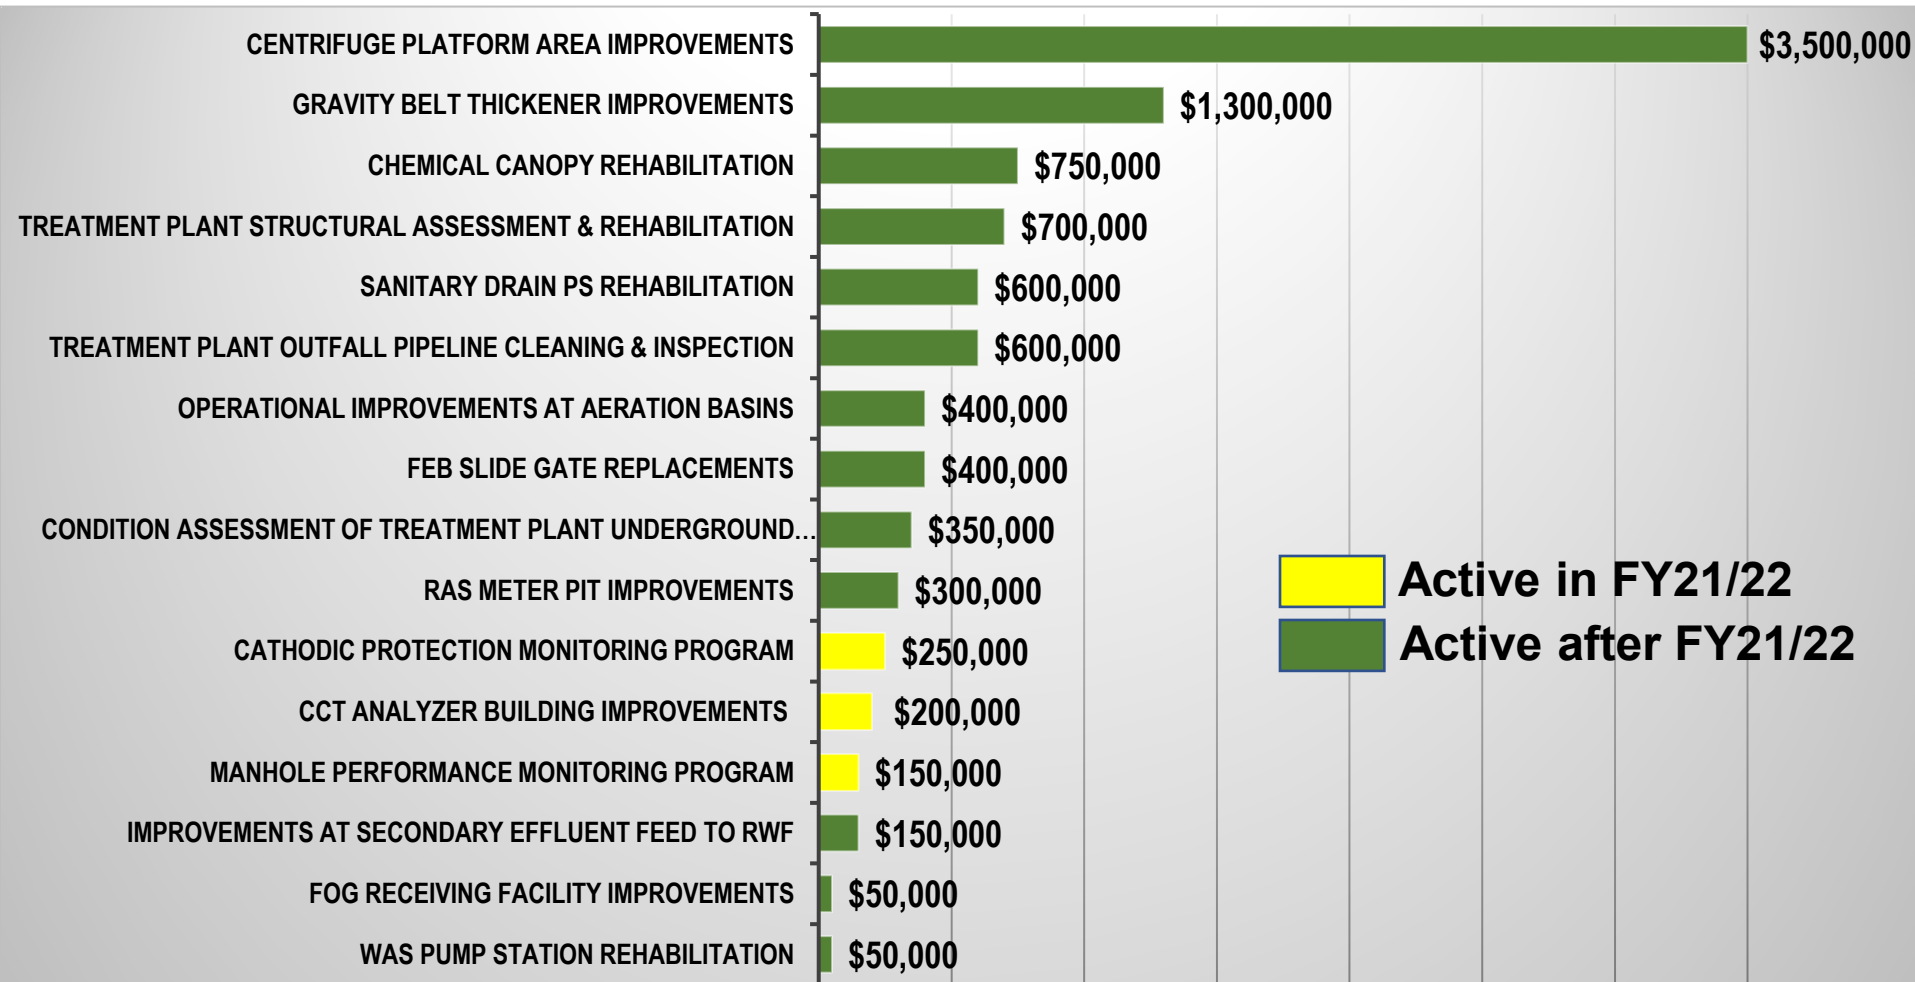 CENTRIFUGE PLATFORM AREA IMPROVEMENTS $3,500,000
GRAVITY BELT THICKENER IMPROVEMENTS $1,300,000
CHEMICAL CANOPY REHABILITATION $750,000
TREATMENT PLANT STRUCTURAL ASSESSMENT & REHABILITATION $700,000
SANITARY DRAIN PS REHABILITATION $600,000
TREATMENT PLANT OUTFALL PIPELINE CLEANING & INSPECTION $600,000
OPERATIONAL IMPROVEMENTS AT AERATION BASINS $400,000
FEB SLIDE GATE REPLACEMENTS $400,000
CONDITION ASSESSMENT OF TREATMENT PLANT UNDERGROUND... $350,000
RAS METER PIT IMPROVEMENTS $300,000
CATHODIC PROTECTION MONITORING PROGRAM $250,000
CCT ANALYZER BUILDING IMPROVEMENTS $200,000
MANHOLE PERFORMANCE MONITORING PROGRAM $150,000
IMPROVEMENTS AT SECONDARY EFFLUENT FEED TO RWF $150,000
FOG RECEIVING FACILITY IMPROVEMENTS $50,000
WAS PUMP STATION REHABILITATION $50,000
Active in FY21/22
Active after FY21/22